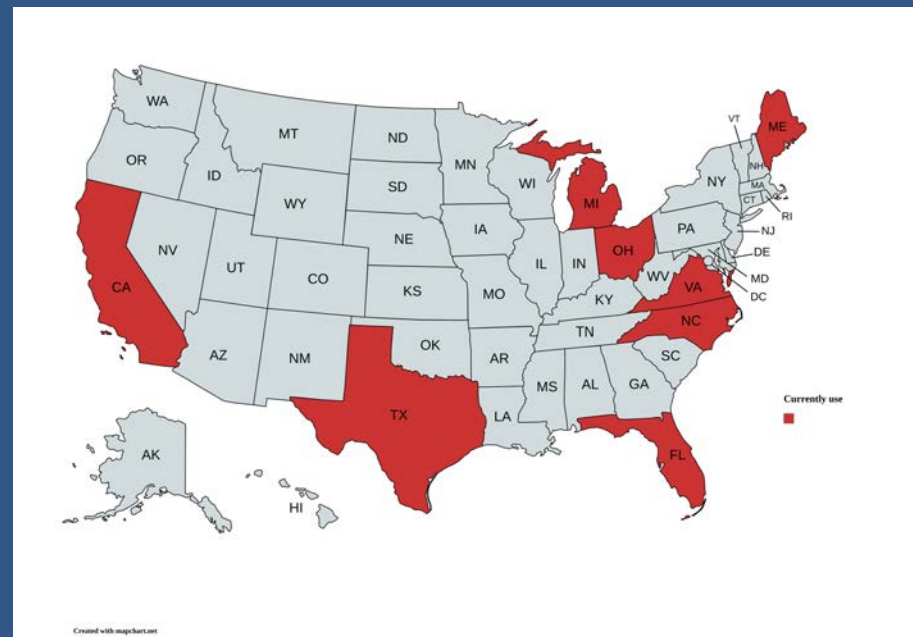 WA
MT
ND
MN
VT
ME
OR
ID
SD
WI
NH
NY
MA
WY
MI
CT
RI
IA
PA
NJ
NE
NV
OH
DE
IL
IN
UT
CO
WV
MD
CA
KS
MO
VA
DC
KY
NC
TN
OK
AZ
NM
AR
SC
MS
AL
GA
Currently use
TX
LA
AK
FL
HI
Created with mapchart.net